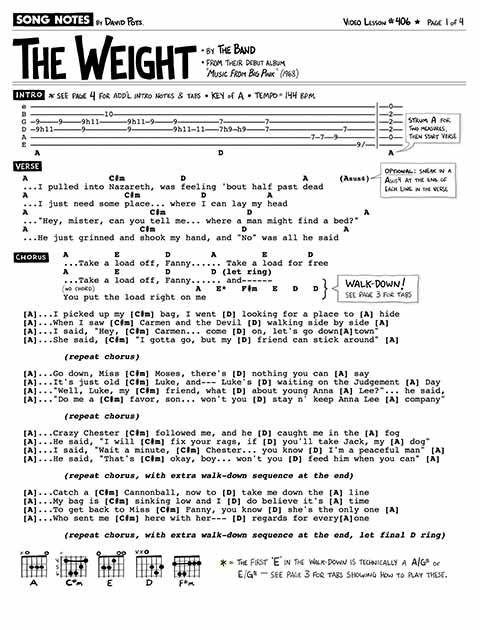 SONG NOTES BY DAVID POTS. VIDEO LESSON #406 ★ PAGE 1 OF 4
THE WEIGHT
• BY THE BAND
• FROM THEIR DEBUT ALBUM
"MUSIC FROM BIG PINK" (1968)
INTRO * SEE PAGE 4 FOR ADD'L INTRO NOTES & TABS • KEY OF A • TEMPO = 144 BPM
e 0
B 10 2
G 9 9 9h11 9h11-9 9 7 7 2
D 9h11 9 9 9h11-11 7h9-h9 7 7 2
A 7-7-9 0
E 9/
A D A
STRUM A FOR
TWO MEASURES,
THEN START VERSE
VERSE
A C#m D A (Asus4)
...I pulled into Nazareth, was feeling 'bout half past dead
A C#m D A
...I just need some place... where I can lay my head
A C#m D A
..."Hey, mister, can you tell me... where a man might find a bed?"
A C#m D A
...He just grinned and shook my hand, and "No" was all he said
OPTIONAL: SNEAK IN A
ASUS4 AT THE END OF
EACH LINE IN THE VERSE
CHORUS A E D A E D
...Take a load off, Fanny...... Take a load for free
A E D D (let ring)
...Take a load off, Fanny...... and------
(NO CHORD) A E* F#m E D D
You put the load right on me
WALK-DOWN!
SEE PAGE 3 FOR TABS
[A]...I picked up my [C#m] bag, I went [D] looking for a place to [A] hide
[A]...When I saw [C#m] Carmen and the Devil [D] walking side by side [A]
[A]...I said, "Hey, [C#m] Carmen... come [D] on, let's go down[A]town"
[A]...She said, [C#m] "I gotta go, but my [D] friend can stick around" [A]
(repeat chorus)
[A]...Go down, Miss [C#m] Moses, there's [D] nothing you can [A] say
[A]...It's just old [C#m] Luke, and--- Luke's [D] waiting on the Judgement [A] Day
[A]..."Well, Luke, my [C#m] friend, what [D] about young Anna [A] Lee?"... he said,
[A]..."Do me a [C#m] favor, son... won't you [D] stay n' keep Anna Lee [A] company"
(repeat chorus)
[A]...Crazy Chester [C#m] followed me, and he [D] caught me in the [A] fog
[A]...He said, "I will [C#m] fix your rags, if [D] you'll take Jack, my [A] dog"
[A]...I said, "Wait a minute, [C#m] Chester... you know [D] I'm a peaceful man" [A]
[A]...He said, "That's [C#m] okay, boy... won't you [D] feed him when you can" [A]
(repeat chorus, with extra walk-down sequence at the end)
[A]...Catch a [C#m] Cannonball, now to [D] take me down the [A] line
[A]...My bag is [C#m] sinking low and I [D] do believe it's [A] time
[A]...To get back to Miss [C#m] Fanny, you know [D] she's the only one [A]
[A]...Who sent me [C#m] here with her--- [D] regards for every[A]one
(repeat chorus, with extra walk-down sequence at the end, let final D ring)
A C#m E D F#m
* = THE FIRST 'E' IN THE WALK-DOWN IS TECHNICALLY A A/G# OR
E/G# — SEE PAGE 3 FOR TABS SHOWING HOW TO PLAY THESE.